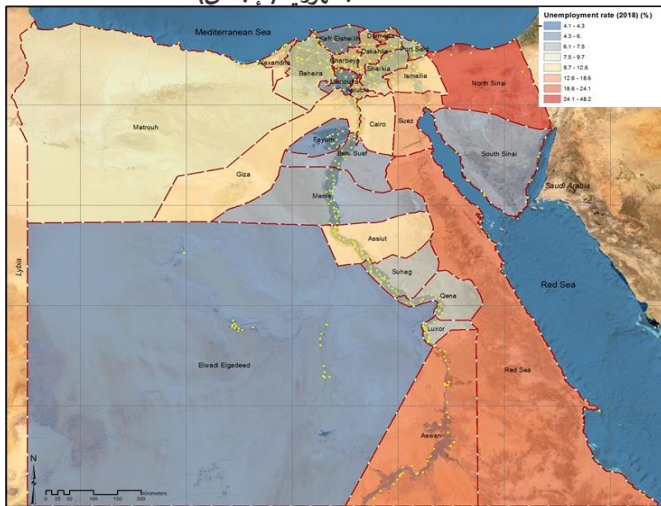 Mediterranean Sea
Unemployment rate (2018) (%)
4.1 - 4.3
4.3 - 6.
6.1 - 7.5
7.5 - 9.7
9.7 - 12.6
12.6 - 18.6
18.6 - 24.1
24.1 - 48.2
Kafr Elsheikh
Damietta
Port Said
Alexandria
Dakahlia
Gharbeya
Beheira
Sharkia
Ismailia
North Sinai
Matrouh
Cairo
Suez
Fayum
Beni Suef
South Sinai
Giza
Saudi Arabia
Menia
Assiut
Lybia
Suhag
Red Sea
Qena
Luxor
Elwadi Elgadeed
Red Sea
Aswan
N
0 25 50 100 150 200
Kilometers